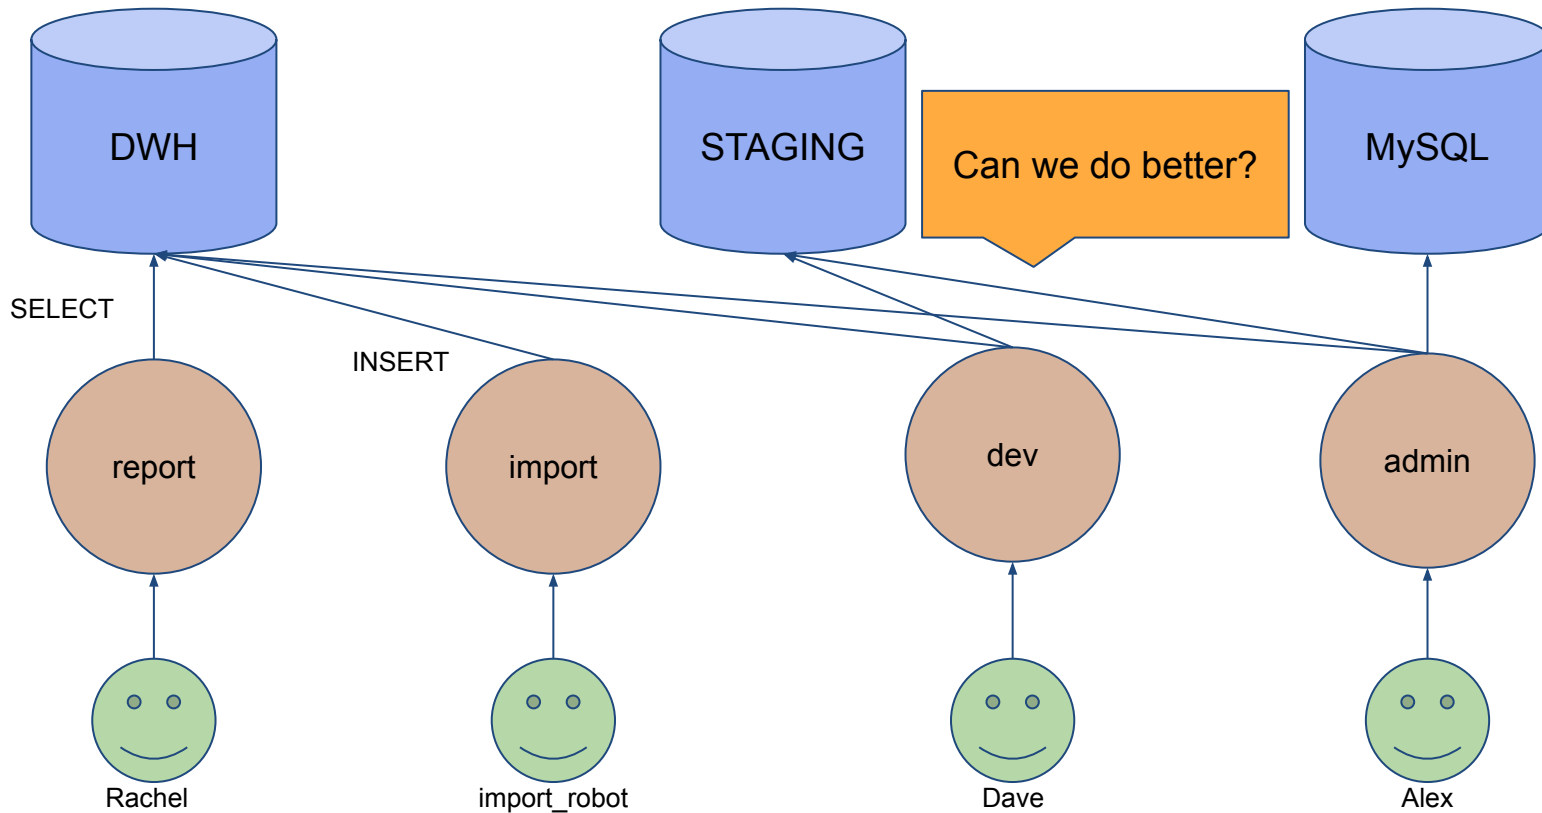 DWH
STAGING
Can we do better?
MySQL
SELECT
INSERT
report
import
dev
admin
Rachel
import_robot
Dave
Alex